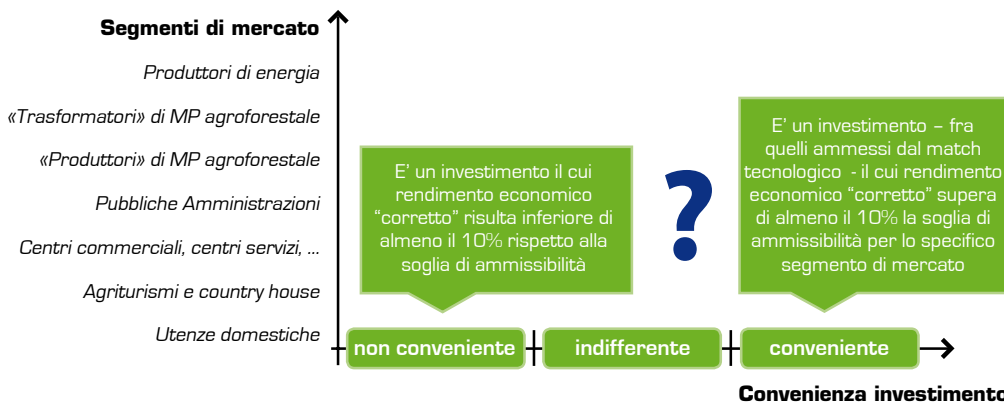 Segmenti di mercato
Produttori di energia
«Trasformatori» di MP agroforestale
«Produttori» di MP agroforestale
Pubbliche Amministrazioni
Centri commerciali, centri servizi, ...
Agriturismi e country house
Utenze domestiche
E' un investimento il cui
rendimento economico
“corretto” risulta inferiore di
almeno il 10% rispetto alla
soglia di ammissibilità
?
E' un investimento – fra
quelli ammessi dal match
tecnologico - il cui rendimento
economico “corretto” supera
di almeno il 10% la soglia di
ammissibilità per lo specifico
segmento di mercato
non conveniente
indifferente
conveniente
Convenienza investimento